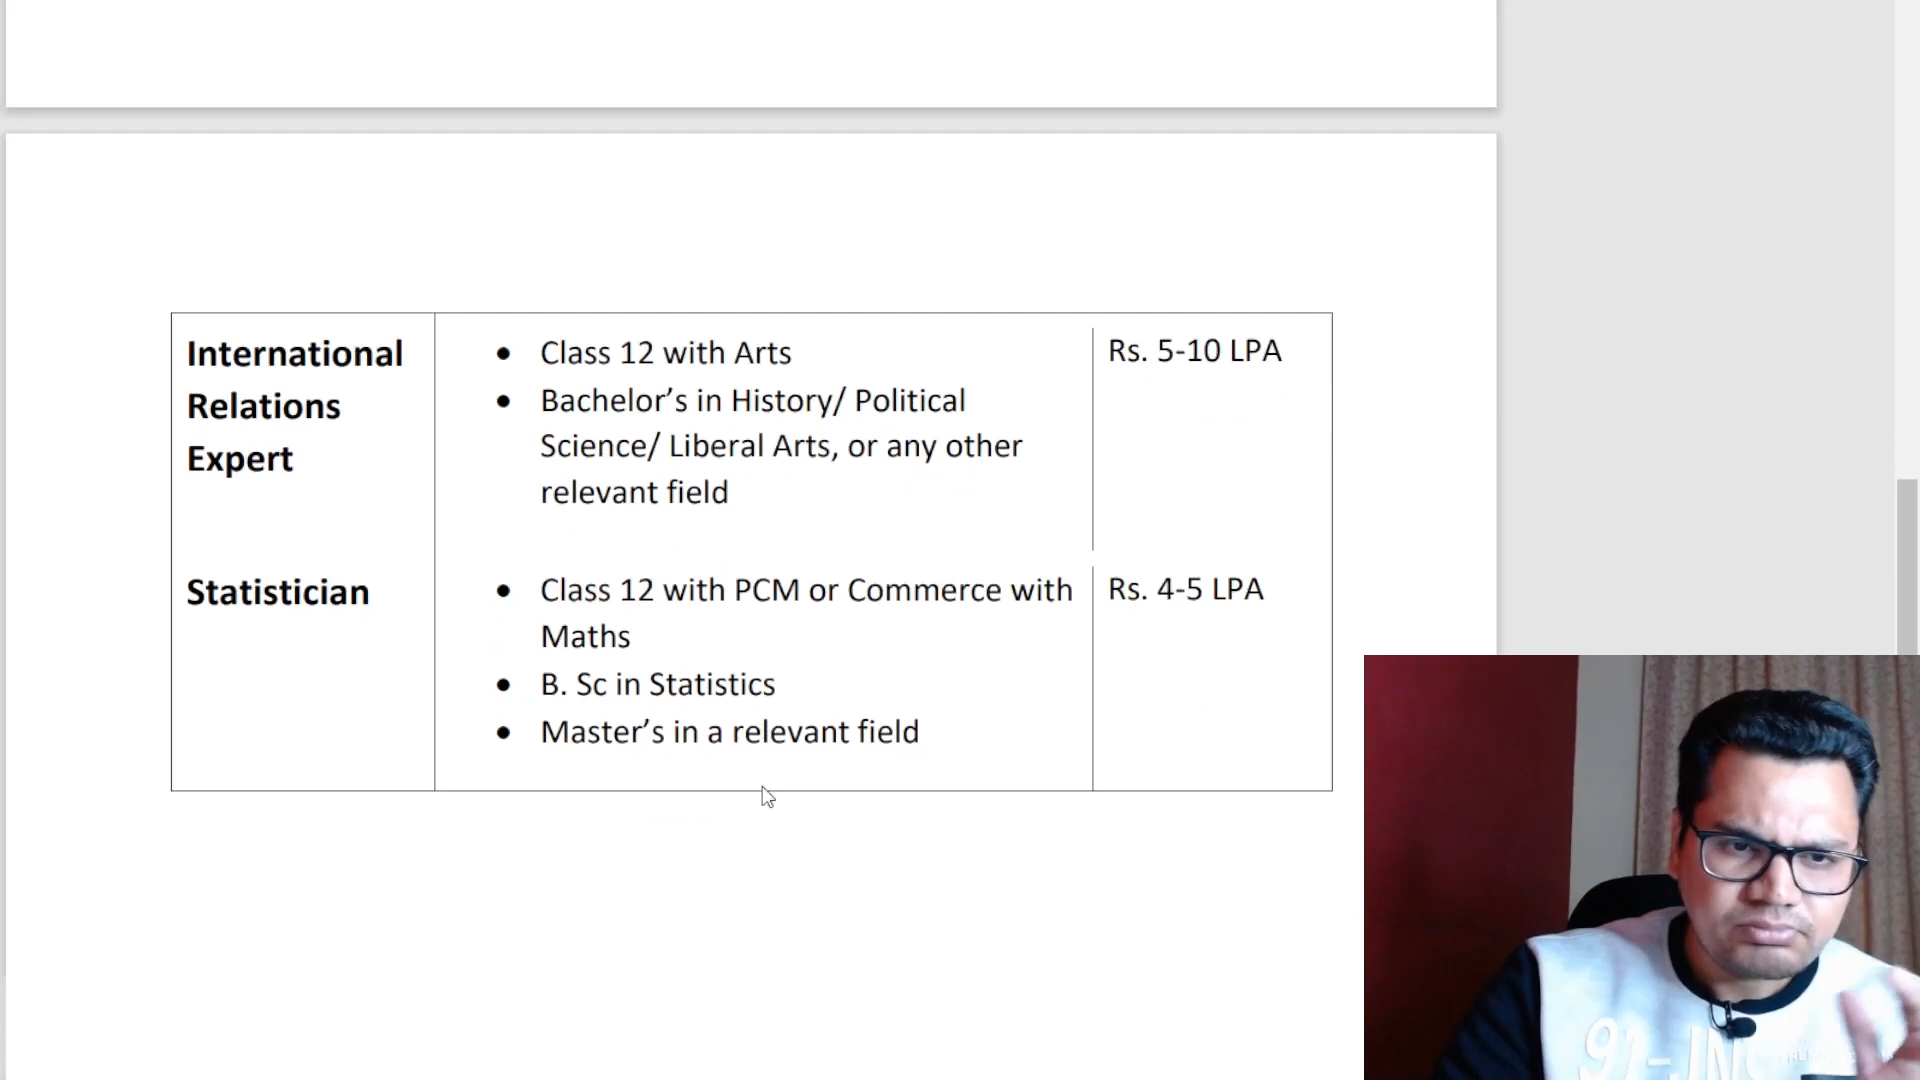 International
Relations
Expert
• Class 12 with Arts
• Bachelor’s in History/ Political
Science/ Liberal Arts, or any other
relevant field
Rs. 5-10 LPA
Statistician
• Class 12 with PCM or Commerce with
Maths
• B. Sc in Statistics
• Master’s in a relevant field
Rs. 4-5 LPA